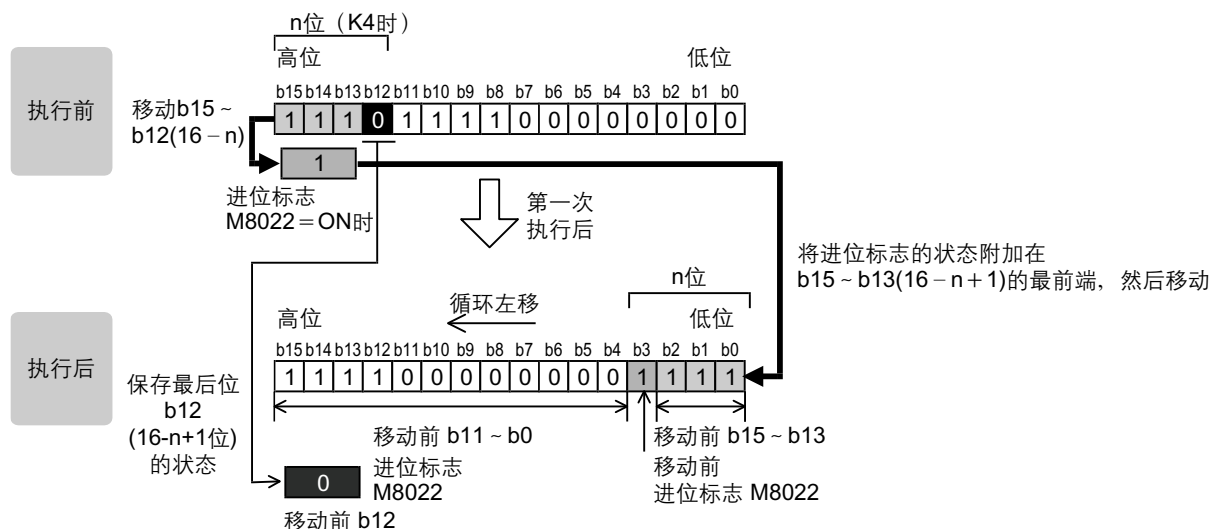 n位（K4时）
高位
低位
b15 b14 b13 b12 b11 b10 b9 b8 b7 b6 b5 b4 b3 b2 b1 b0
执行前
移动b15～
b12(16－n)
1 1 1 0 1 1 1 1 0 0 0 0 0 0 0 0
1
进位标志
M8022＝ON时
第一次
执行后
将进位标志的状态附加在
b15～b13(16－n＋1)的最前端，然后移动
n位
高位
循环左移
低位
b15 b14 b13 b12 b11 b10 b9 b8 b7 b6 b5 b4 b3 b2 b1 b0
执行后
1 1 1 1 0 0 0 0 0 0 0 0 1 1 1 1
保存最后位
b12
(16-n+1位)
的状态
移动前 b11～b0
移动前 b15～b13
0
进位标志
M8022
移动前
进位标志 M8022
移动前 b12